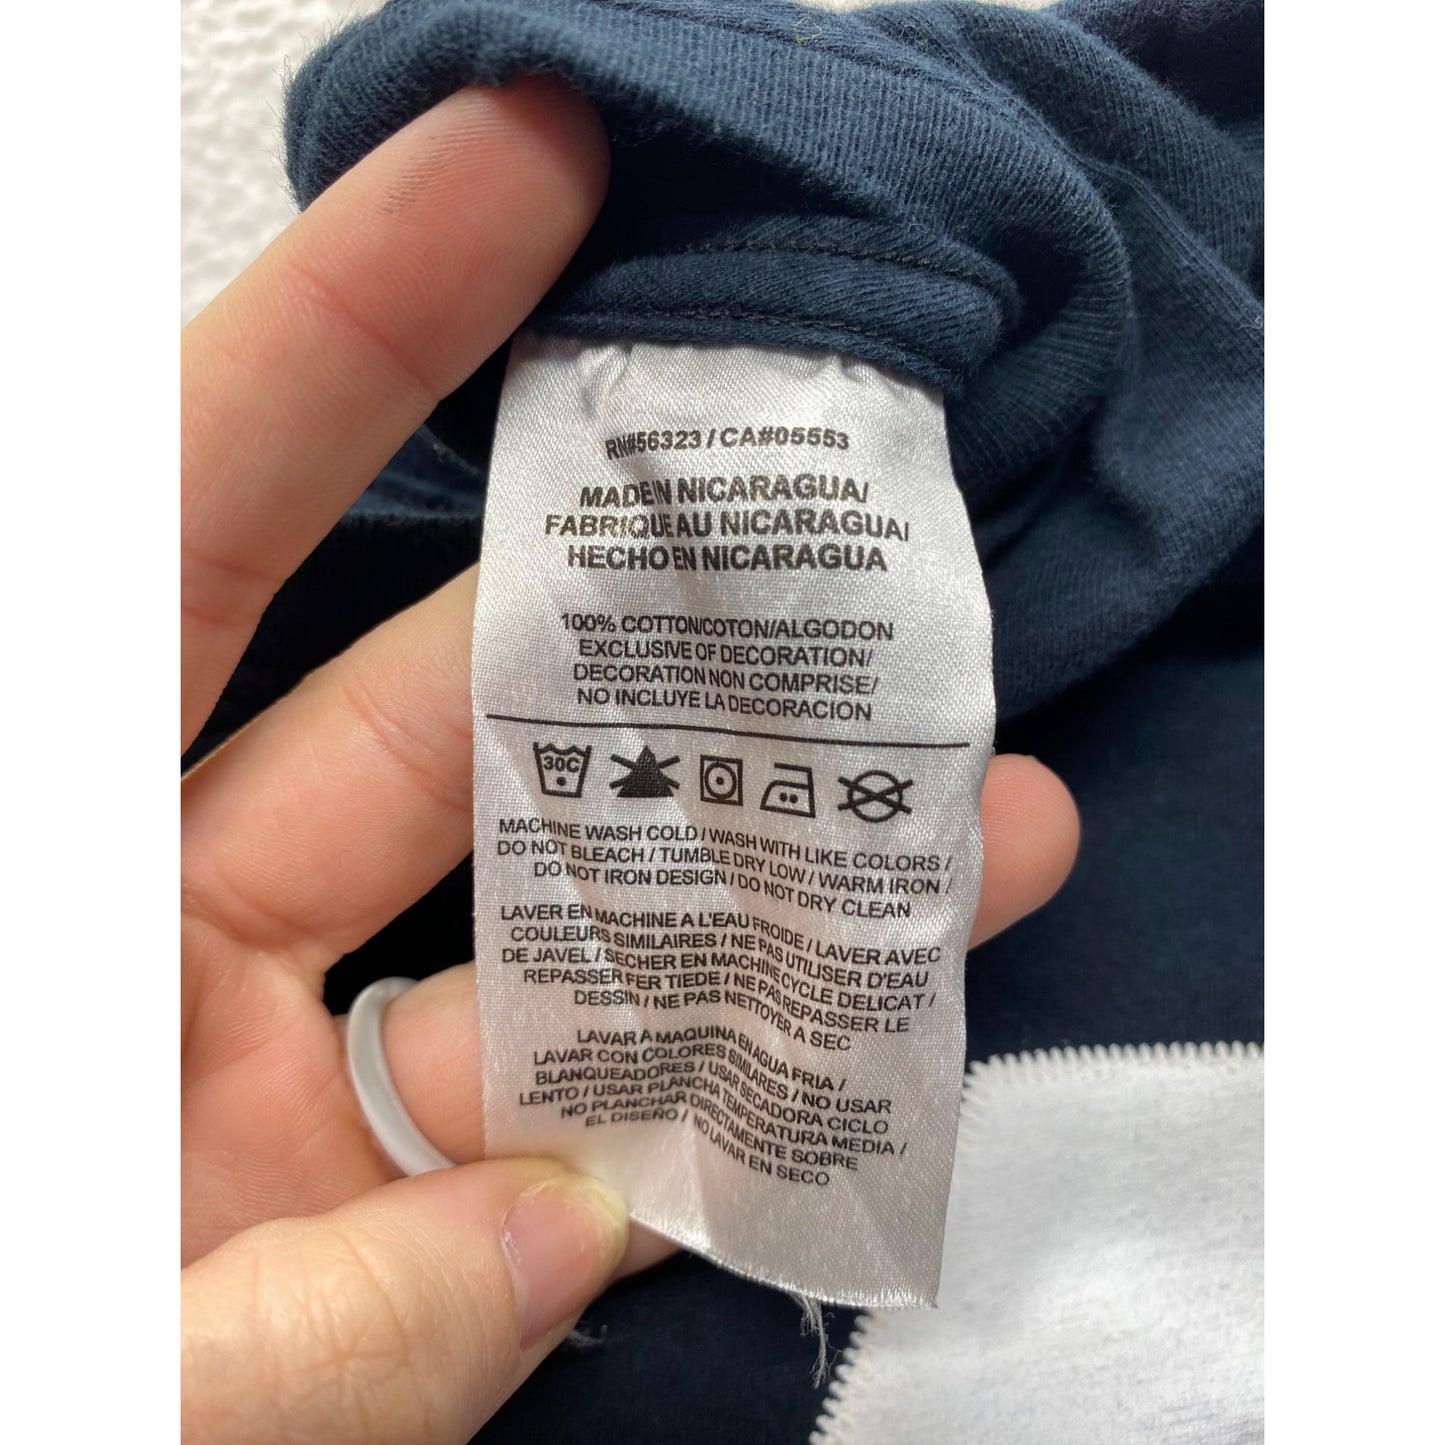 RN#56323 / CA#05553
MADE IN NICARAGUA/
FABRIQUE AU NICARAGUA/
HECHO EN NICARAGUA
100% COTTON/COTON/ALGODON
EXCLUSIVE OF DECORATION/
DECORATION NON COMPRISE/
NO INCLUYE LA DECORACION
30C
MACHINE WASH COLD / WASH WITH LIKE COLORS /
DO NOT BLEACH / TUMBLE DRY LOW / WARM IRON /
DO NOT IRON DESIGN / DO NOT DRY CLEAN
LAVER EN MACHINE A L'EAU FROIDE / LAVER AVEC
COULEURS SIMILAIRES / NE PAS UTILISER D'EAU
DE JAVEL / SECHER EN MACHINE CYCLE DELICAT /
REPASSER FER TIEDE / NE PAS REPASSER LE
DESSIN / NE PAS NETTOYER A SEC
LAVAR A MAQUINA EN AGUA FRIA /
LAVAR CON COLORES SIMILARES / NO USAR
BLANQUEADORES / USAR SECADORA CICLO
LENTO / USAR PLANCHA TEMPERATURA MEDIA /
NO PLANCHAR DIRECTAMENTE SOBRE
EL DISEÑO / NO LAVAR EN SECO